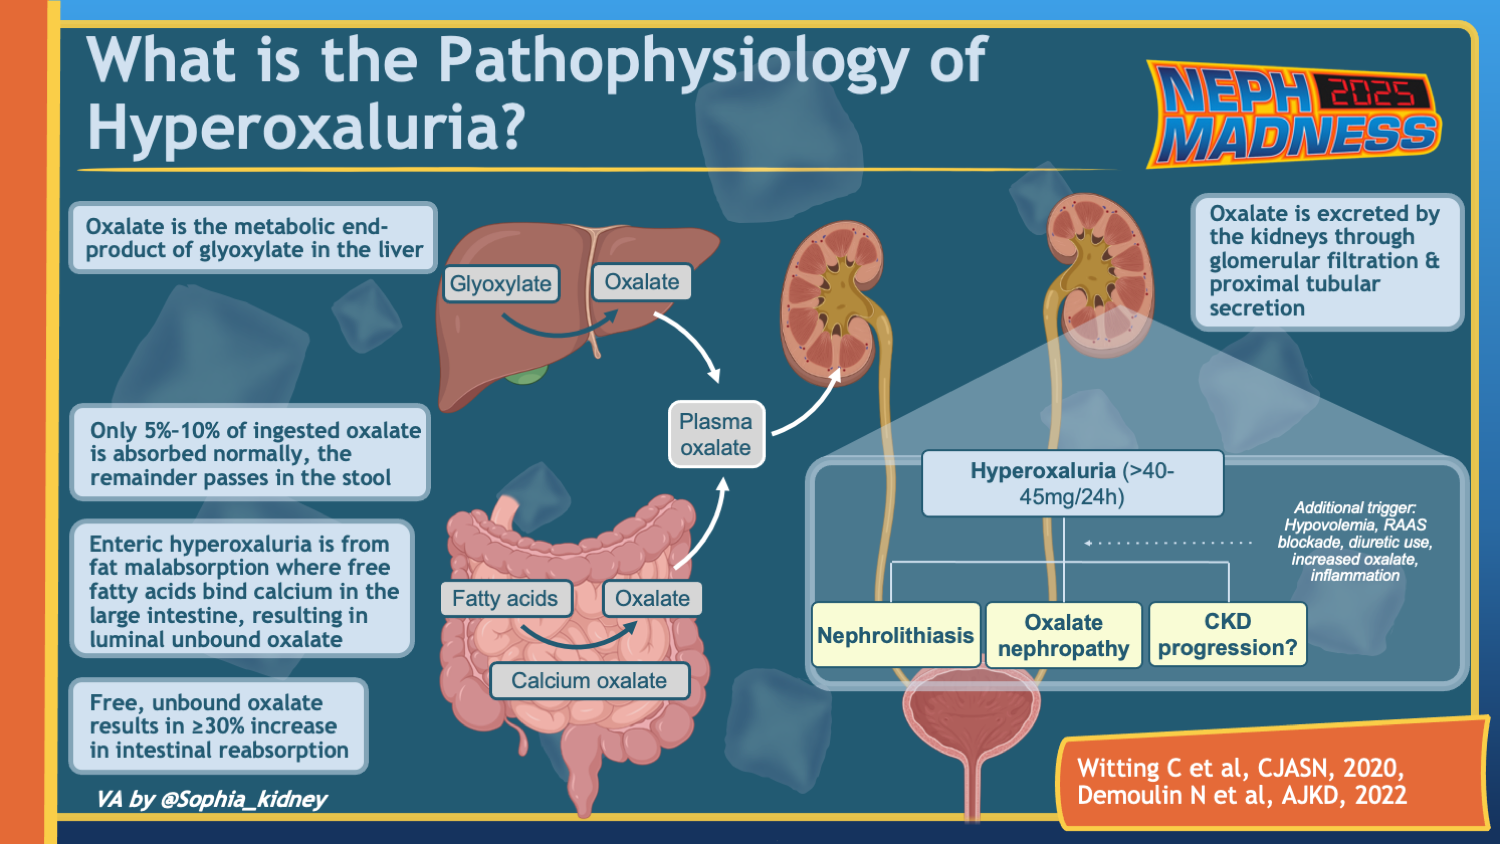 What is the Pathophysiology of
Hyperoxaluria?
NEPH 2025
MADNESS
Oxalate is the metabolic end-
product of glyoxylate in the liver
Glyoxylate
Oxalate
Oxalate is excreted by
the kidneys through
glomerular filtration &
proximal tubular
secretion
Only 5%-10% of ingested oxalate
is absorbed normally, the
remainder passes in the stool
Plasma
oxalate
Enteric hyperoxaluria is from
fat malabsorption where free
fatty acids bind calcium in the
large intestine, resulting in
luminal unbound oxalate
Fatty acids
Oxalate
Calcium oxalate
Free, unbound oxalate
results in ≥30% increase
in intestinal reabsorption
Hyperoxaluria (>40-
45mg/24h)
Additional trigger:
Hypovolemia, RAAS
blockade, diuretic use,
increased oxalate,
inflammation
Nephrolithiasis
Oxalate
nephropathy
CKD
progression?
VA by @Sophia_kidney
Witting C et al, CJASN, 2020,
Demoulin N et al, AJKD, 2022